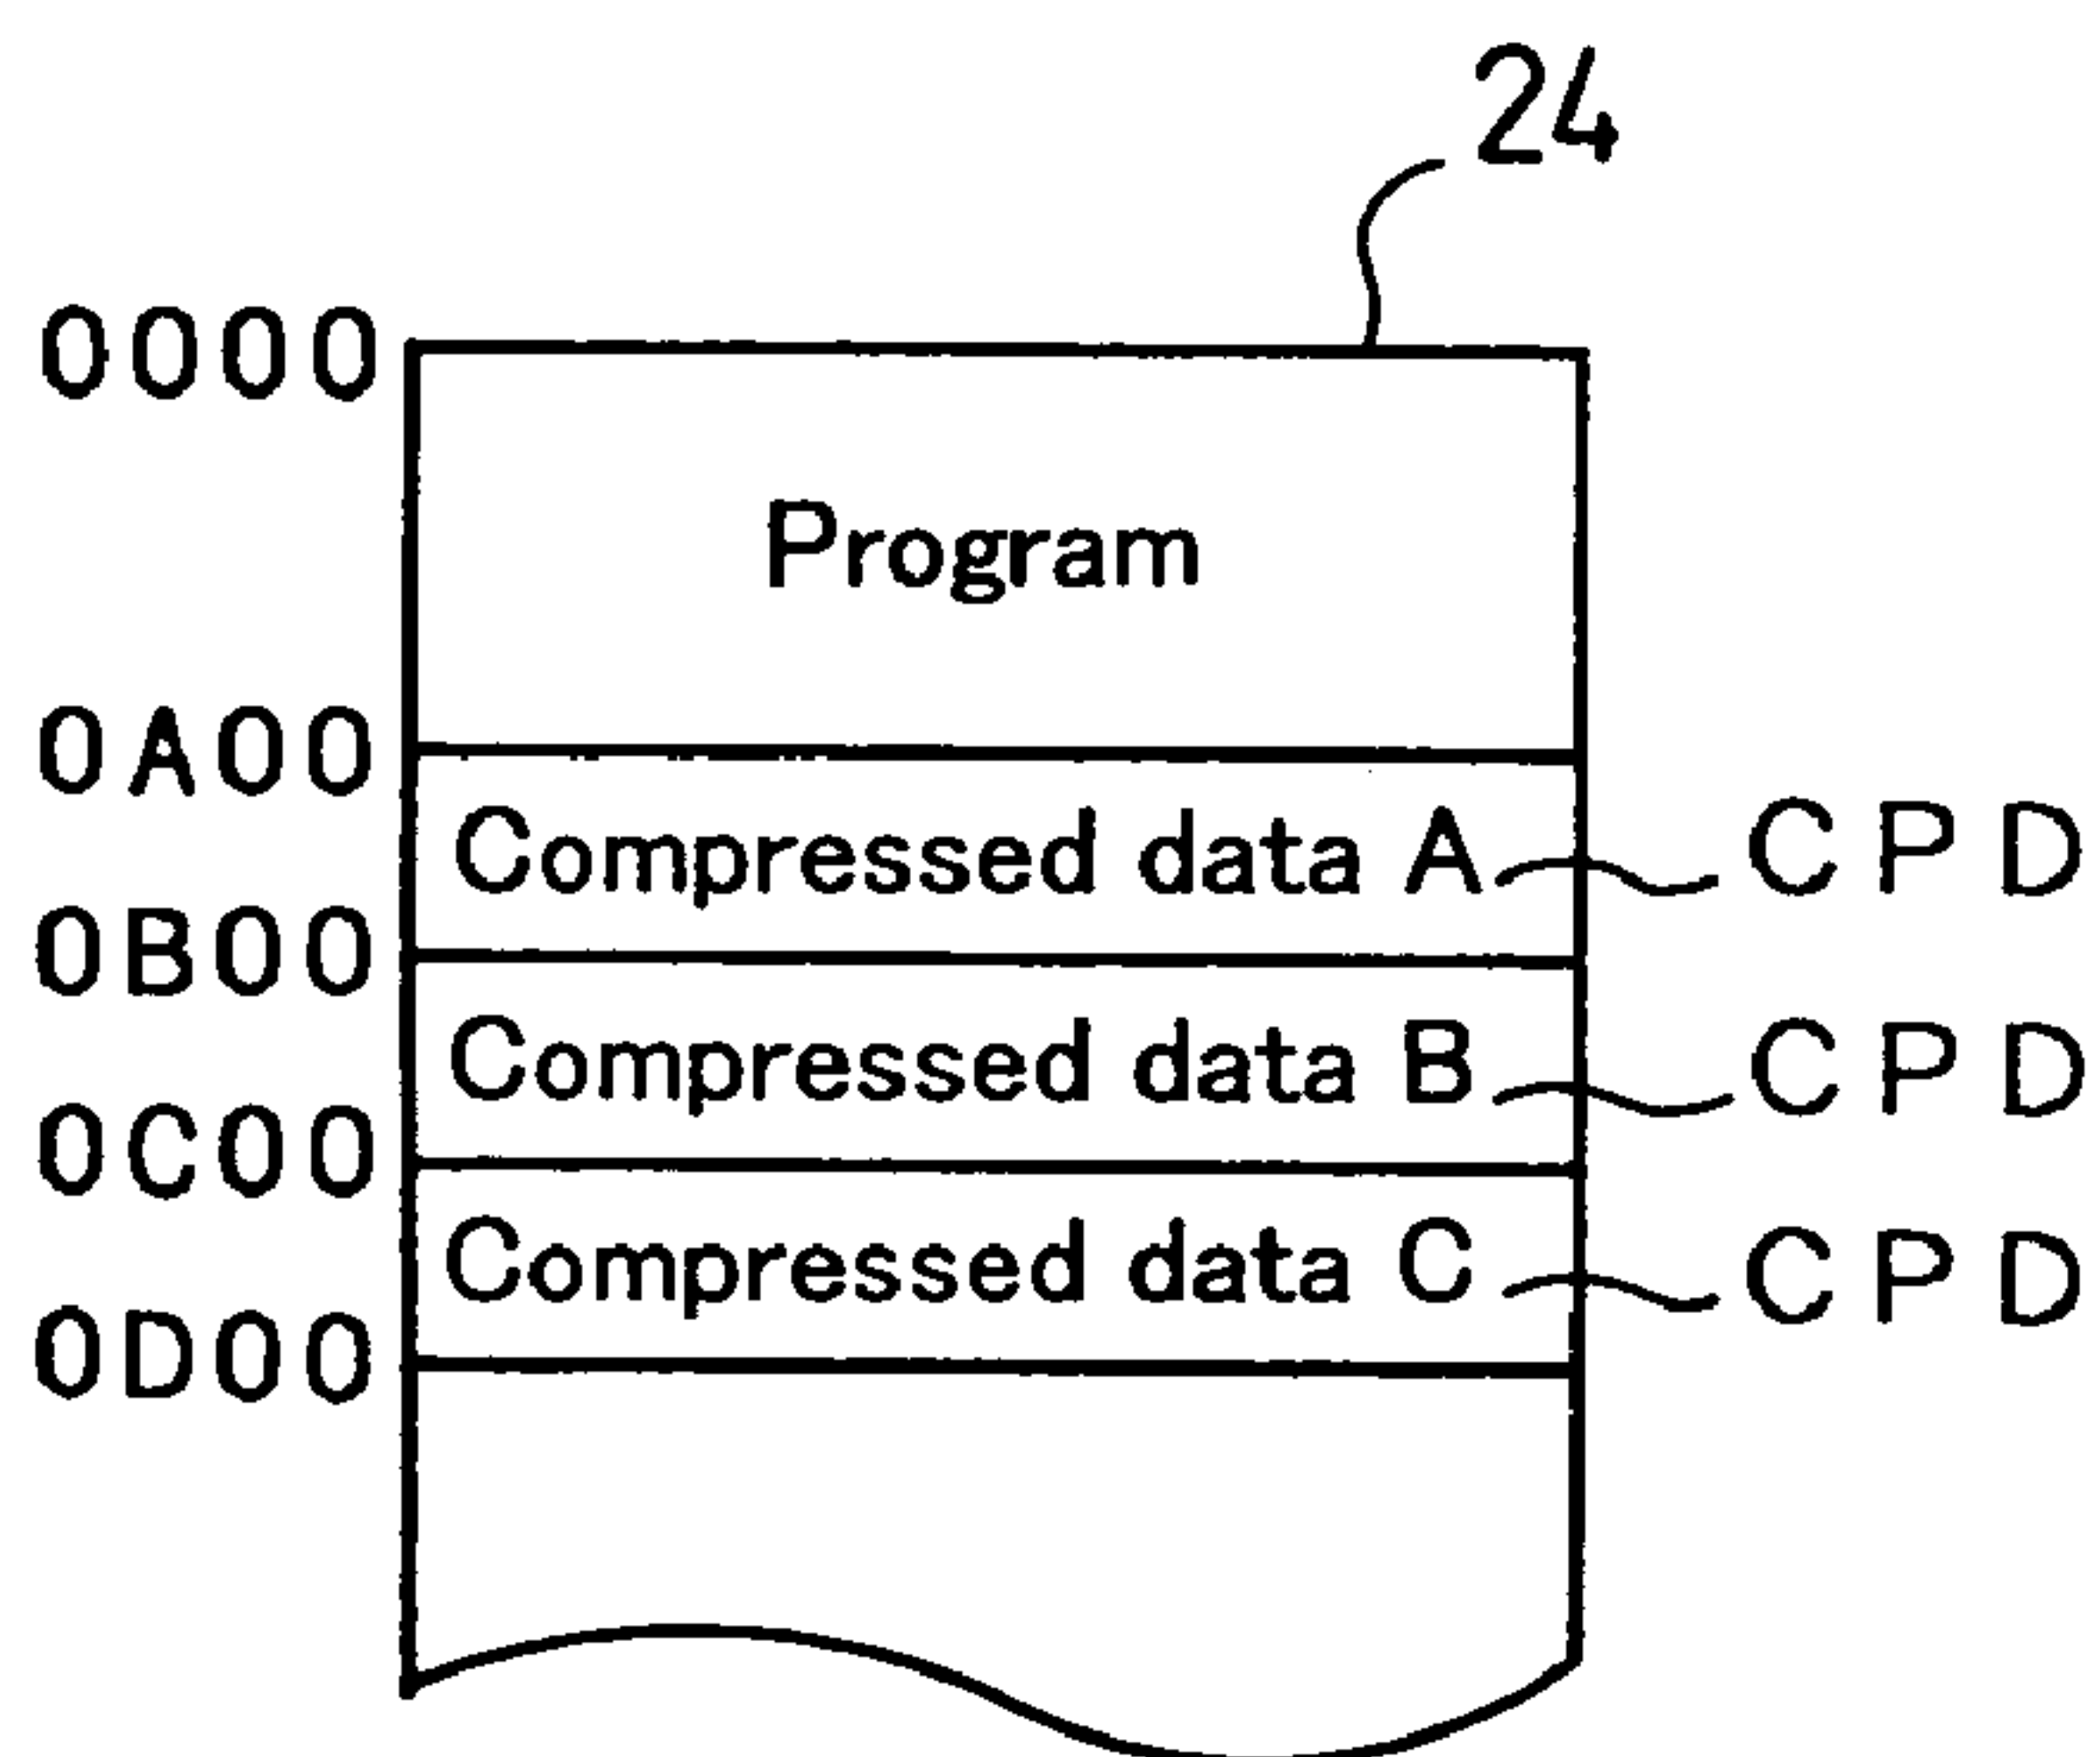 24
0000
Program
0A00
Compressed data A CPD
0B00
Compressed data B CPD
0C00
Compressed data C CPD
0D00